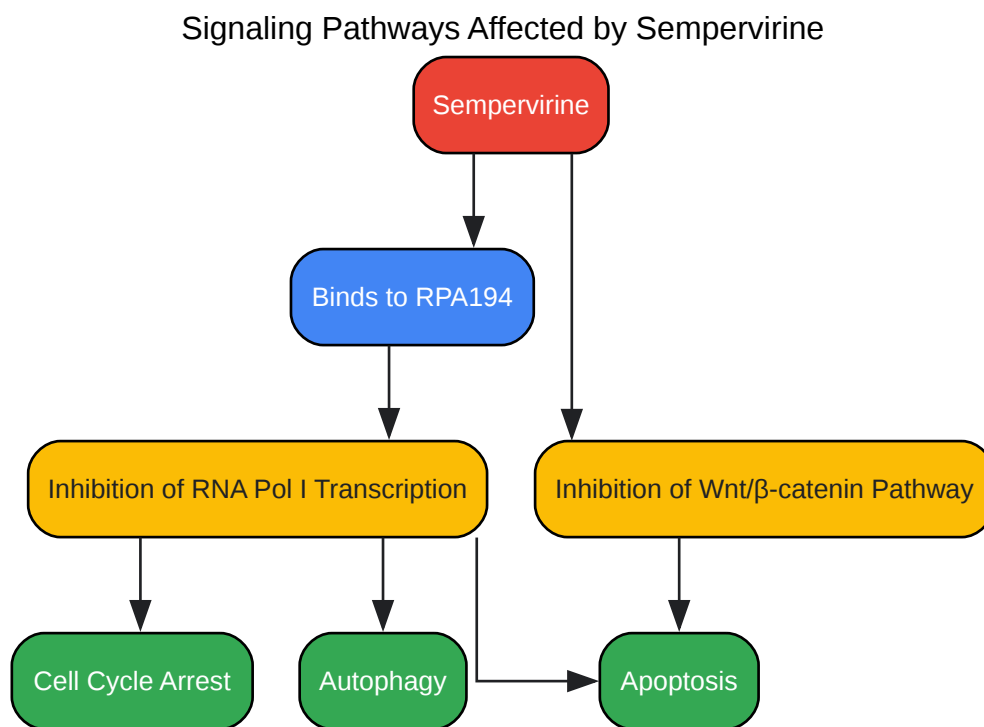 Signaling Pathways Affected by Sempervirine
Sempervirine
Binds to RPA194
Inhibition of RNA Pol I Transcription
Inhibition of Wnt/β-catenin Pathway
Cell Cycle Arrest
Autophagy
Apoptosis